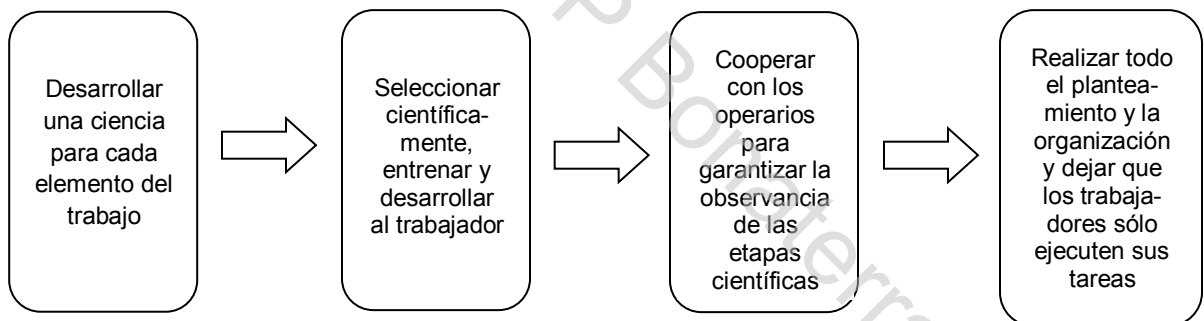 Desarrollar
una ciencia
para cada
elemento del
trabajo
Seleccionar
científica-
mente,
entrenar y
desarrollar
al trabajador
Cooperar
con los
operarios
para
garantizar la
observancia
de las
etapas
científicas
Realizar todo
el plantea-
miento y la
organización
y dejar que
los trabaja-
dores sólo
ejecuten sus
tareas
P Bonaterra